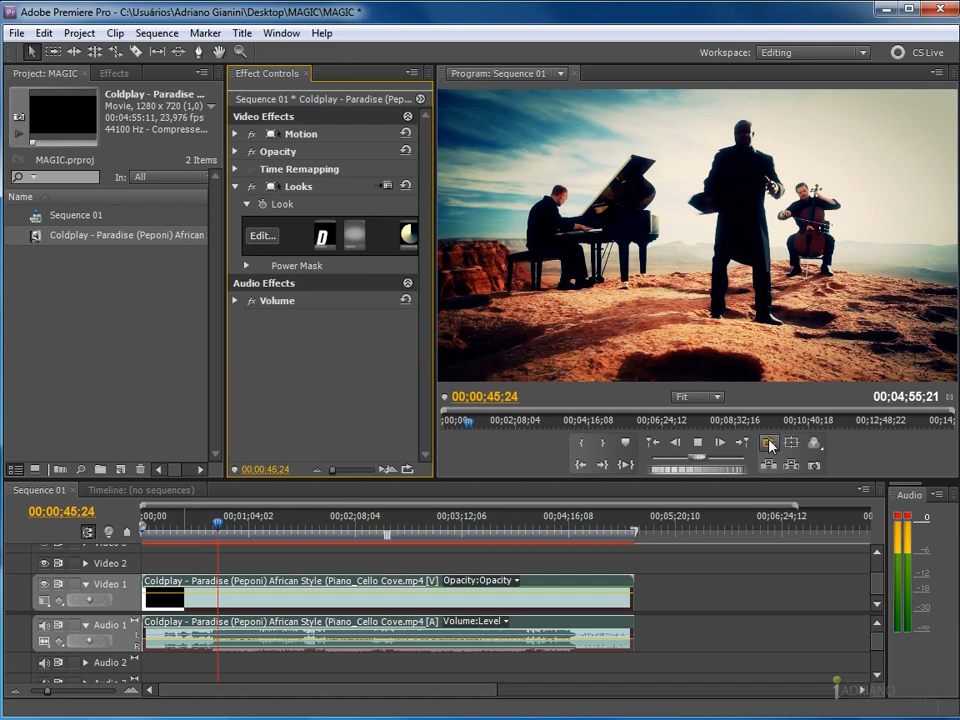 Adobe Premiere Pro - C:\Usuários\Adriano Gianini\Desktop\MAGIC\MAGIC *
File Edit Project Clip Sequence Marker Title Window Help
Workspace: Editing CS Live
Project: MAGIC Effects
Coldplay - Paradise ...
Movie, 1280 x 720 (1,0)
00:04:55:11, 23,976 fps
44100 Hz - Compresse...
MAGIC.prproj 2 Items
In: All
Name
Sequence 01
Coldplay - Paradise (Peponi) African
Effect Controls
Sequence 01 * Coldplay - Paradise (Pep...
Video Effects
fx Motion
fx Opacity
Time Remapping
fx Looks
Look
Edit... D
Power Mask
Audio Effects
fx Volume
00;00;45;24
Program: Sequence 01
00;00;45;24 Fit 00;04;55;21
;00;00 00;02;08;04 00;04;16;08 00;06;24;12 00;08;32;16 00;10;40;18 00;12;48;22 00;14;
Sequence 01 Timeline: (no sequences)
00;00;45;24
;00;00 00;01;04;02 00;02;08;04 00;03;12;06 00;04;16;08 00;05;20;10 00;06;24;12 00
Video 2
Video 1
Coldplay - Paradise (Peponi) African Style (Piano_Cello Cove.mp4 [V] Opacity:Opacity
Audio 1
L
R
Coldplay - Paradise (Peponi) African Style (Piano_Cello Cove.mp4 [A] Volume:Level
Audio 2
Audio
0
-6
-12
-18
-30
-∞
ADRIANO